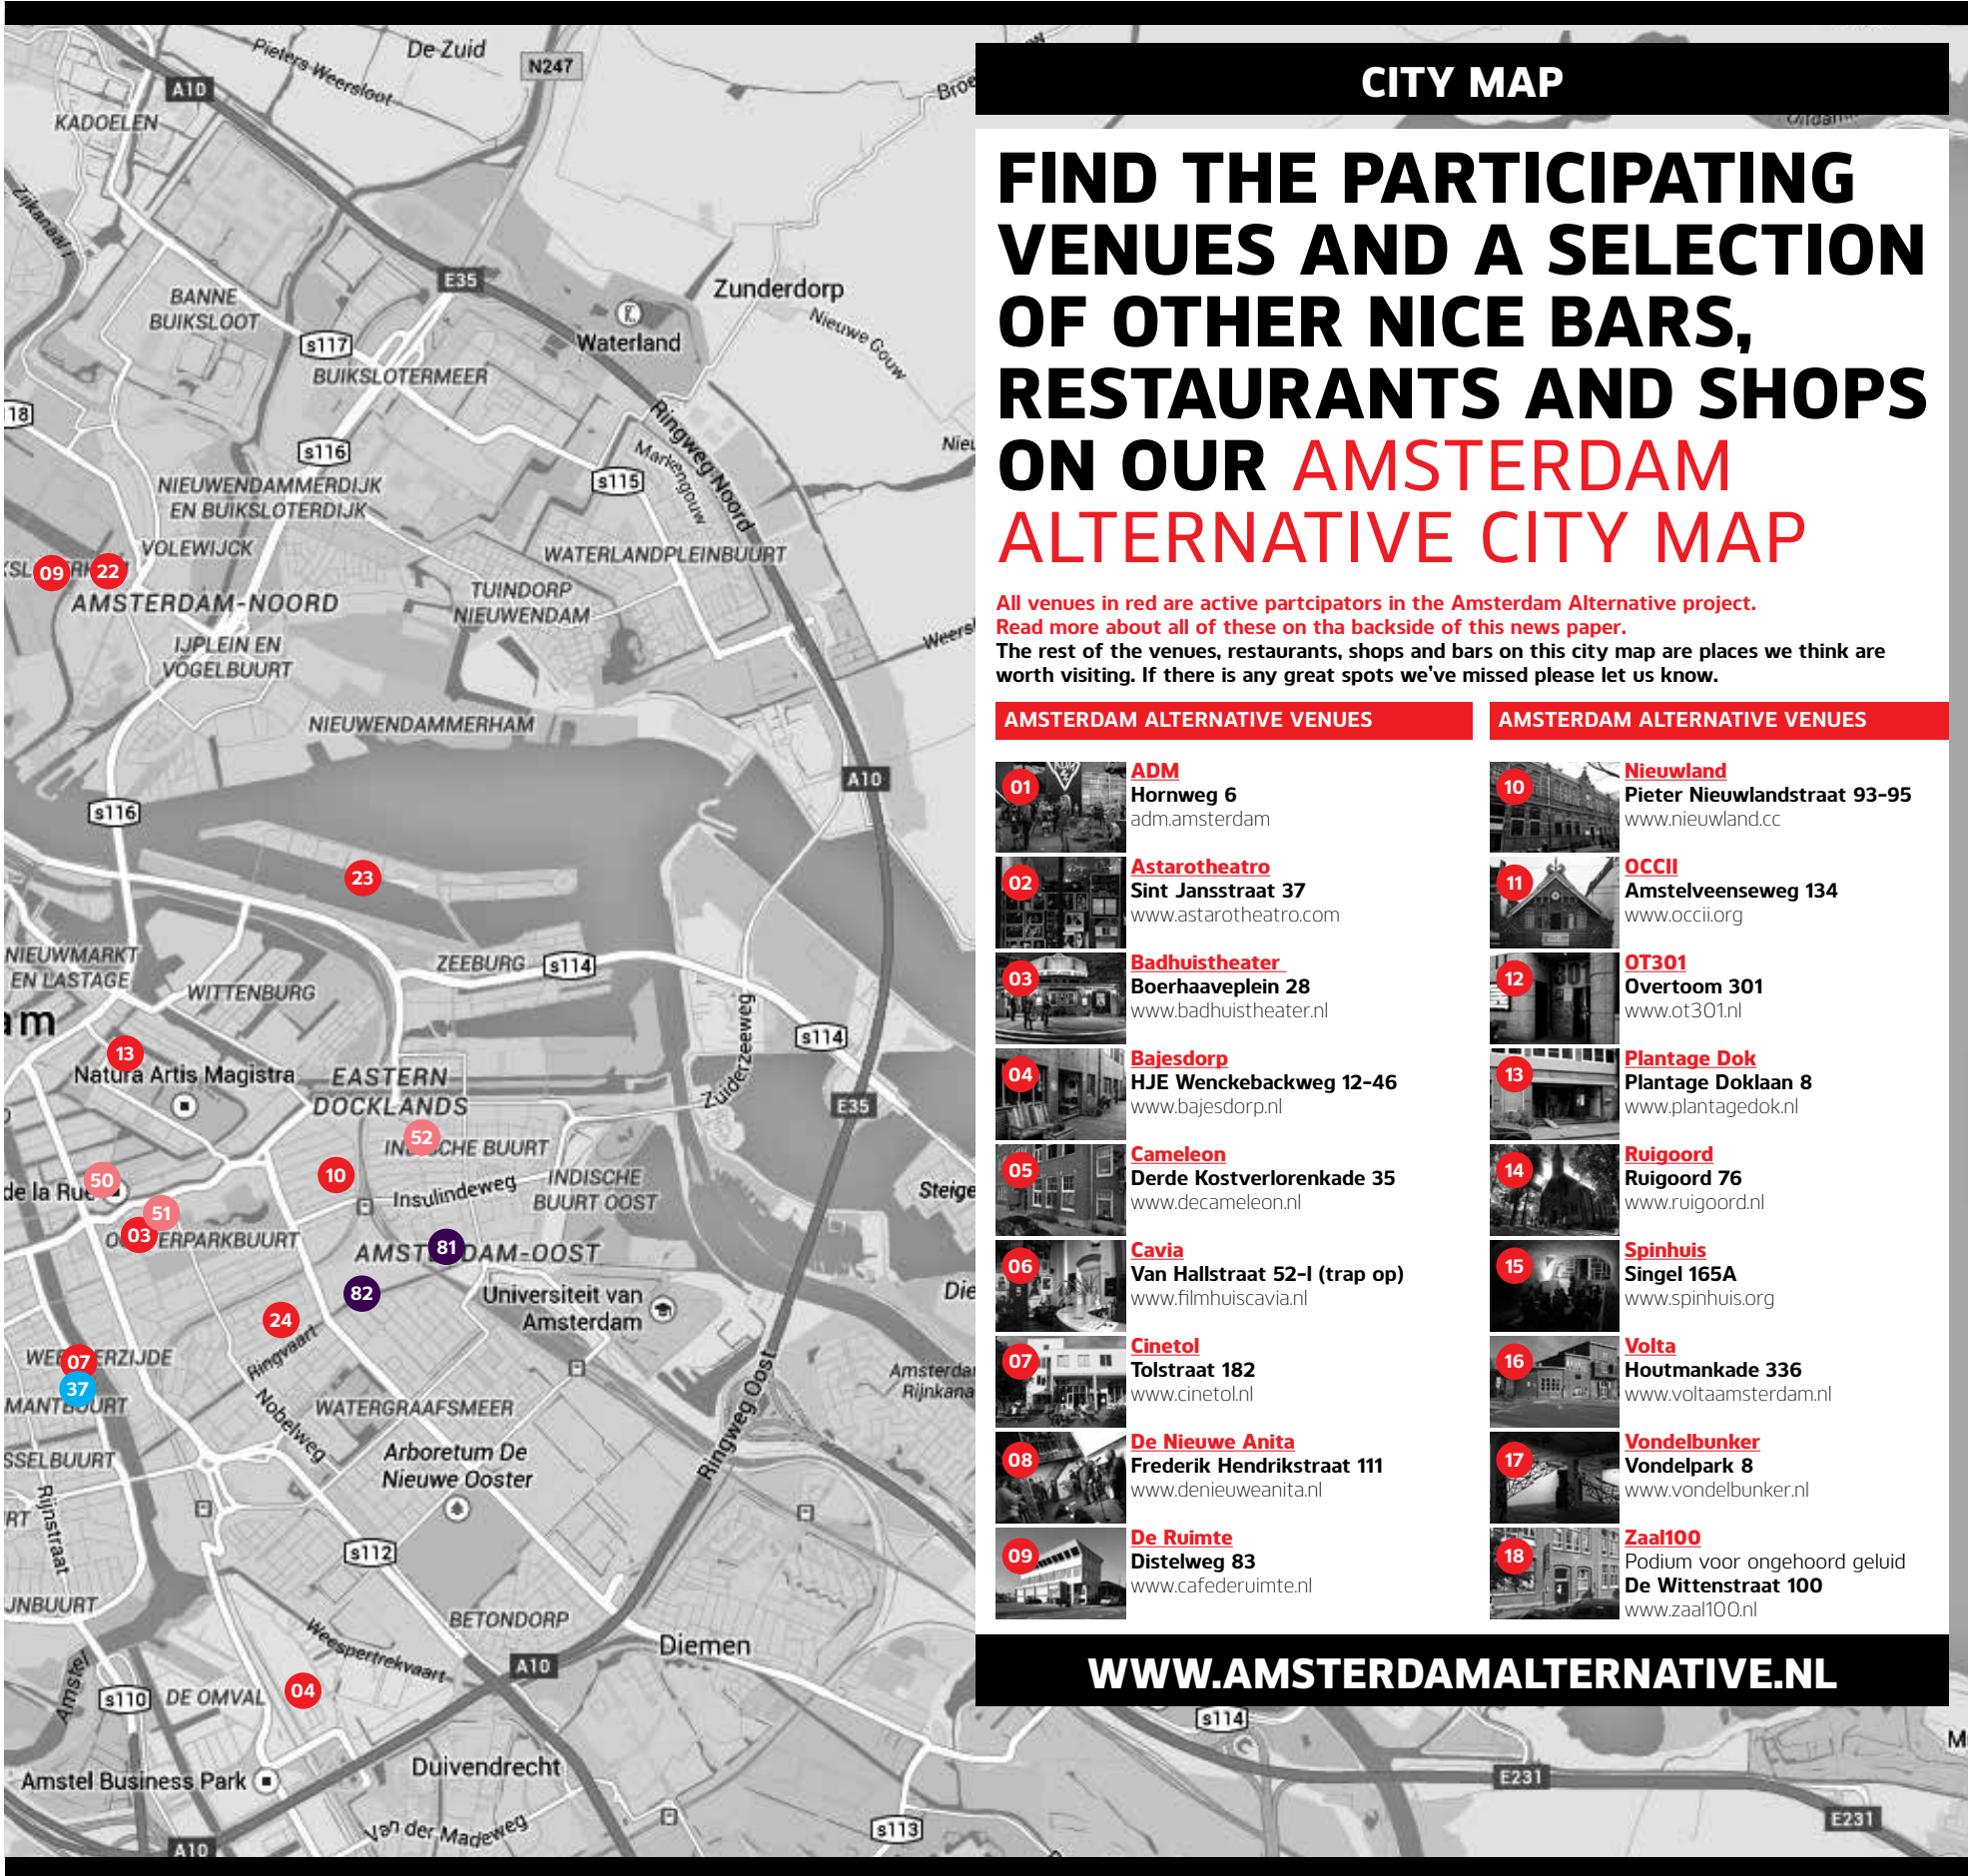 CITY MAP
FIND THE PARTICIPATING
VENUES AND A SELECTION
OF OTHER NICE BARS,
RESTAURANTS AND SHOPS
ON OUR AMSTERDAM
ALTERNATIVE CITY MAP
All venues in red are active partcipators in the Amsterdam Alternative project.
Read more about all of these on tha backside of this news paper.
The rest of the venues, restaurants, shops and bars on this city map are places we think are
worth visiting. If there is any great spots we've missed please let us know.
AMSTERDAM ALTERNATIVE VENUES
01
ADM
Hornweg 6
adm.amsterdam
02
Astarotheatro
Sint Jansstraat 37
www.astarotheatro.com
03
Badhuistheater
Boerhaaveplein 28
www.badhuistheater.nl
04
Bajesdorp
HJE Wenckebackweg 12-46
www.bajesdorp.nl
05
Cameleon
Derde Kostverlorenkade 35
www.decameleon.nl
06
Cavia
Van Hallstraat 52-I (trap op)
www.filmhuiscavia.nl
07
Cinetol
Tolstraat 182
www.cinetol.nl
08
De Nieuwe Anita
Frederik Hendrikstraat 111
www.denieuweanita.nl
09
De Ruimte
Distelweg 83
www.cafederuimte.nl
AMSTERDAM ALTERNATIVE VENUES
10
Nieuwland
Pieter Nieuwlandstraat 93-95
www.nieuwland.cc
11
OCCII
Amstelveenseweg 134
www.occii.org
12
301
OT301
Overtoom 301
www.ot301.nl
13
Plantage Dok
Plantage Doklaan 8
www.plantagedok.nl
14
Ruigoord
Ruigoord 76
www.ruigoord.nl
15
Spinhuis
Singel 165A
www.spinhuis.org
16
Volta
Houtmankade 336
www.voltaamsterdam.nl
17
Vondelbunker
Vondelpark 8
www.vondelbunker.nl
18
Zaal100
Podium voor ongehoord geluid
De Wittenstraat 100
www.zaal100.nl
WWW.AMSTERDAMALTERNATIVE.NL
Pieters Weersloot
De Zuid
N247
A10
KADOELEN
Broe
Zijkanaal I
E35
Zunderdorp
BANNE
BUIKSLOOT
Nieuwe Gouw
Waterland
s117
BUIKSLOTERMEER
18
Ringweg Noord
s116
Markengouw
s115
NIEUWENDAMMERDIJK
EN BUIKSLOTERDIJK
VOLEWIJCK
WATERLANDPLEINBUURT
09
22
AMSTERDAM-NOORD
TUINDORP
NIEUWENDAM
IJPLEIN EN
VOGELBUURT
Weersl
NIEUWENDAMMERHAM
A10
s116
23
NIEUWMARKT
EN LASTAGE
ZEEBURG
s114
WITTENBURG
am
s114
Zuiderzeeweg
13
Natura Artis Magistra
EASTERN
DOCKLANDS
E35
52
10
INDISCHE
BUURT OOST
50
de la Rue
Insulindeweg
Steige
51
03
81
82
Universiteit van
Amsterdam
Die
24
Ringvaart
07
37
Ringweg Oost
Amsterda
Rijnkana
Nobelweg
WATERGRAAFSMEER
SSELBUURT
Arboretum De
Nieuwe Ooster
Rijnstraat
RT
s112
JNBUURT
BETONDORP
Weespertrekvaart
Diemen
A10
Amstel
s110
DE OMVAL
04
s114
Duivendrecht
Amstel Business Park
E231
Van der Madeweg
s113
E231
A10